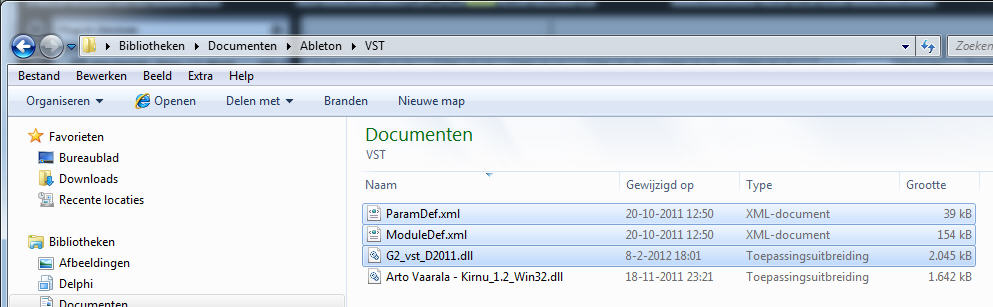 Bibliotheken Documenten Ableton VST Zoeken
Bestand Bewerken Beeld Extra Help
Organiseren Openen Delen met Branden Nieuwe map
Favorieten
Bureaublad
Downloads
Recente locaties
Bibliotheken
Afbeeldingen
Delphi
Documenten
Documenten
VST
Naam Gewijzigd op Type Grootte
ParamDef.xml 20-10-2011 12:50 XML-document 39 kB
ModuleDef.xml 20-10-2011 12:50 XML-document 154 kB
G2_vst_D2011.dll 8-2-2012 18:01 Toepassingsuitbreiding 2.045 kB
Arto Vaarala - Kirnu_1.2_Win32.dll 18-11-2011 23:21 Toepassingsuitbreiding 1.642 kB